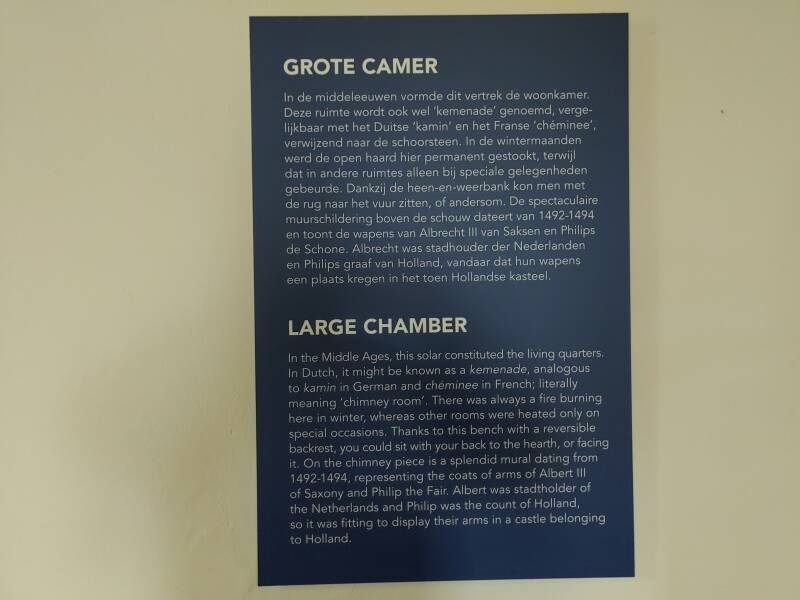 GROTE CAMER
In de middeleeuwen vormde dit vertrek de woonkamer.
Deze ruimte wordt ook wel ‘kemenade’ genoemd, verge-
lijkbaar met het Duitse ‘kamin’ en het Franse ‘chéminee’,
verwijzend naar de schoorsteen. In de wintermaanden
werd de open haard hier permanent gestookt, terwijl
dat in andere ruimtes alleen bij speciale gelegenheden
gebeurde. Dankzij de heen-en-weerbank kon men met
de rug naar het vuur zitten, of andersom. De spectaculaire
muurschildering boven de schouw dateert van 1492-1494
en toont de wapens van Albrecht III van Saksen en Philips
de Schone. Albrecht was stadhouder der Nederlanden
en Philips graaf van Holland, vandaar dat hun wapens
een plaats kregen in het toen Hollandse kasteel.
LARGE CHAMBER
In the Middle Ages, this solar constituted the living quarters.
In Dutch, it might be known as a kemenade, analogous
to kamin in German and chéminee in French; literally
meaning ‘chimney room’. There was always a fire burning
here in winter, whereas other rooms were heated only on
special occasions. Thanks to this bench with a reversible
backrest, you could sit with your back to the hearth, or facing
it. On the chimney piece is a splendid mural dating from
1492-1494, representing the coats of arms of Albert III
of Saxony and Philip the Fair. Albert was stadtholder of
the Netherlands and Philip was the count of Holland,
so it was fitting to display their arms in a castle belonging
to Holland.